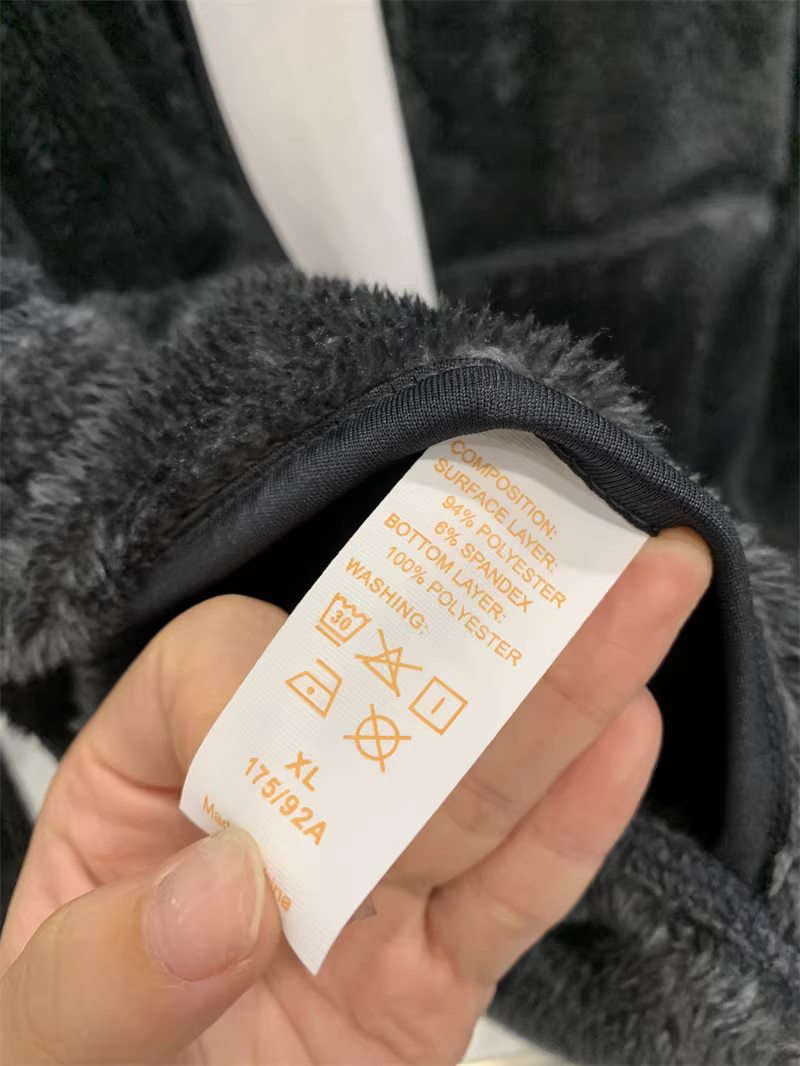 COMPOSITION:
SURFACE LAYER:
94% POLYESTER
6% SPANDEX
BOTTOM LAYER:
100% POLYESTER
WASHING:
30
XL
175/92A